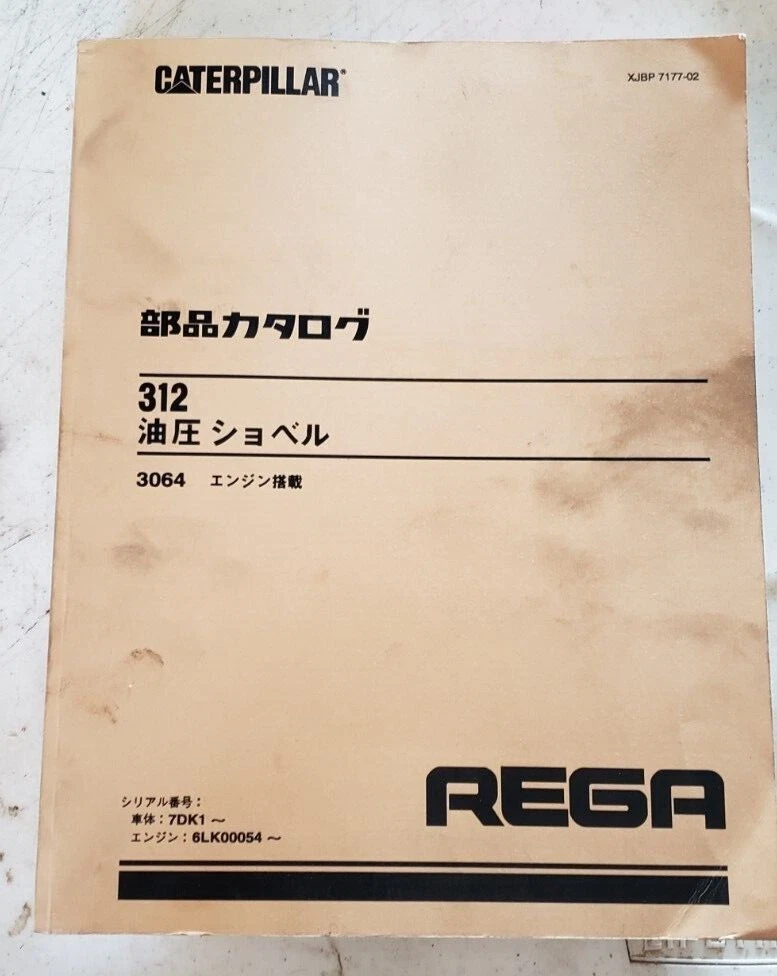 CATERPILLAR®
XJBP 7177-02
部品カタログ
312
油圧 ショベル
3064 エンジン搭載
REGA
シリアル番号：
車体：7DK1 ～
エンジン：6LK00054 ～